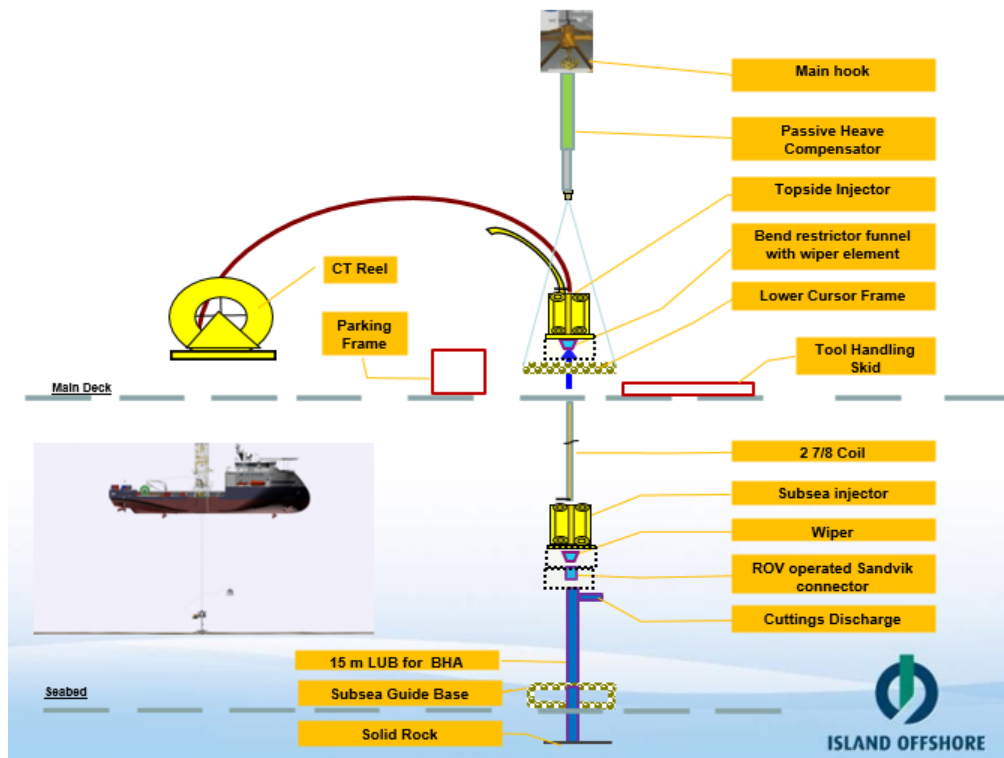 Main hook
Passive Heave
Compensator
Topside Injector
Bend restrictor funnel
with wiper element
CT Reel
Lower Cursor Frame
Parking
Frame
Tool Handling
Skid
Main Deck
2 7/8 Coil
Subsea injector
Wiper
ROV operated Sandvik
connector
Cuttings Discharge
15 m LUB for BHA
Seabed
Subsea Guide Base
Solid Rock
ISLAND OFFSHORE